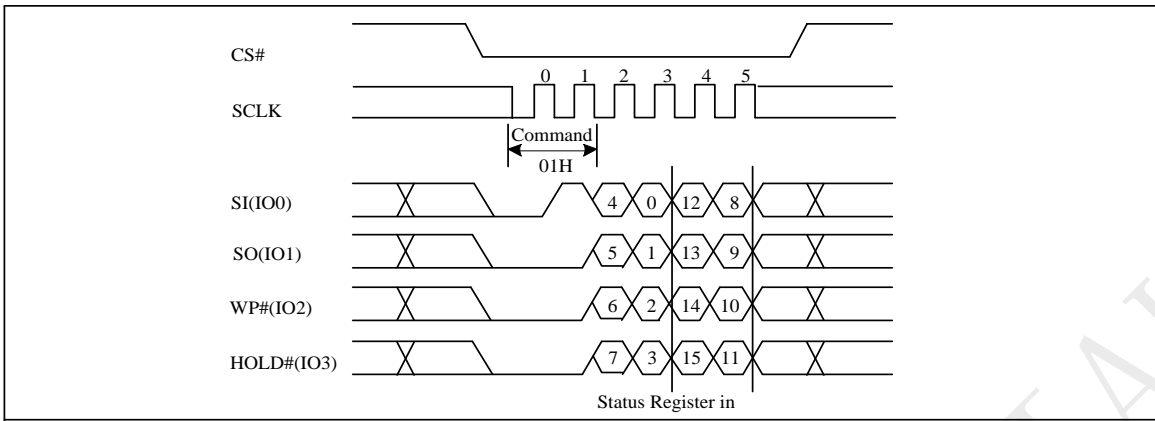 CS#
0 1 2 3 4 5
SCLK
Command
01H
SI(IO0) 4 0 12 8
SO(IO1) 5 1 13 9
WP#(IO2) 6 2 14 10
HOLD#(IO3) 7 3 15 11
Status Register in